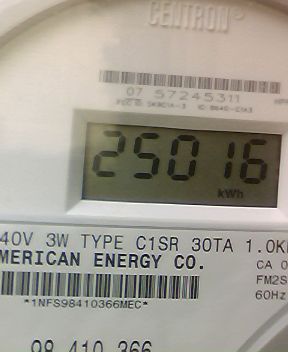 CENTRON®
07 57245311
25016
kWh
40V 3W TYPE C1SR 30TA 1.0K
MERICAN ENERGY CO.
CA 0
FM2S
60Hz
*1NFS98410366MEC*
98 410 366